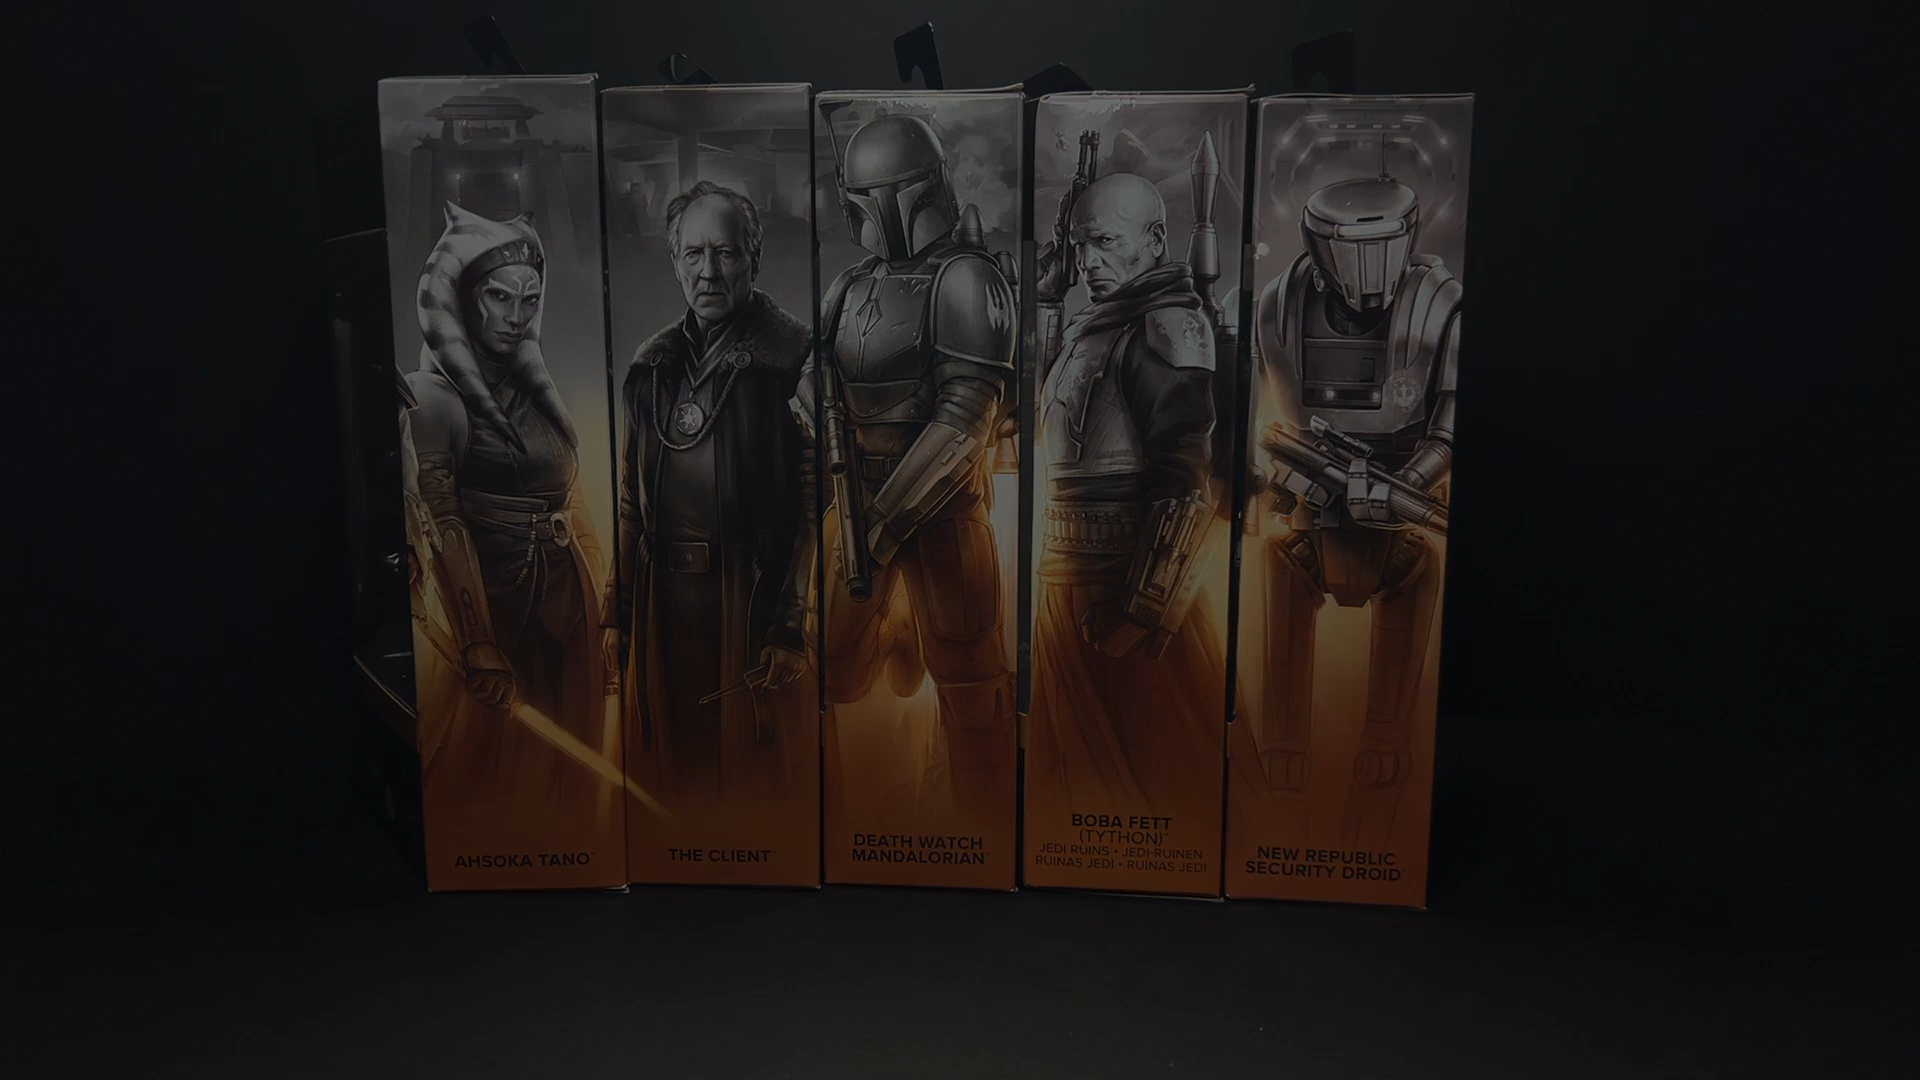 AHSOKA TANO™
THE CLIENT™
DEATH WATCH
MANDALORIAN™
BOBA FETT
(TYTHON)™
JEDI RUINS • JEDI-RUINEN
RUINAS JEDI • RUINAS JEDI
NEW REPUBLIC
SECURITY DROID™